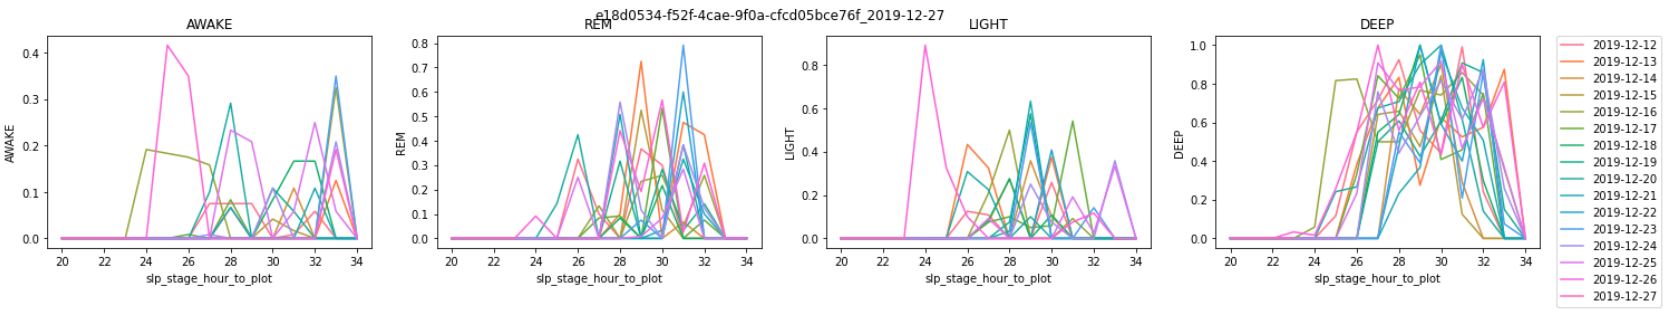 e18d0534-f52f-4cae-9f0a-cfcd05bce76f_2019-12-27
AWAKE
REM
LIGHT
DEEP
AWAKE
0.4
0.3
0.2
0.1
0.0
20 22 24 26 28 30 32 34
slp_stage_hour_to_plot
REM
0.8
0.7
0.6
0.5
0.4
0.3
0.2
0.1
0.0
20 22 24 26 28 30 32 34
slp_stage_hour_to_plot
LIGHT
0.8
0.6
0.4
0.2
0.0
20 22 24 26 28 30 32 34
slp_stage_hour_to_plot
DEEP
1.0
0.8
0.6
0.4
0.2
0.0
20 22 24 26 28 30 32 34
slp_stage_hour_to_plot
2019-12-12
2019-12-13
2019-12-14
2019-12-15
2019-12-16
2019-12-17
2019-12-18
2019-12-19
2019-12-20
2019-12-21
2019-12-22
2019-12-23
2019-12-24
2019-12-25
2019-12-26
2019-12-27